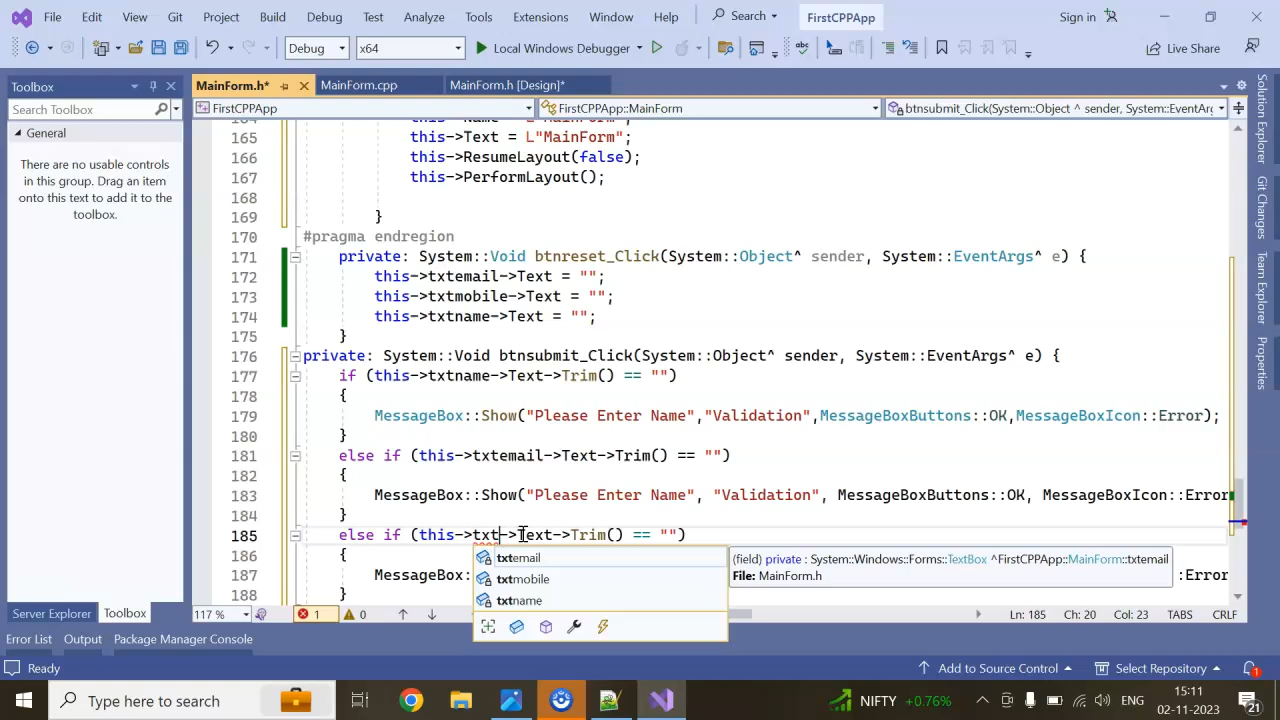 File Edit View Git Project Build Debug Test Analyze Tools Extensions Window Help Search FirstCPPApp Sign in
Debug x64 Local Windows Debugger Live Share
Toolbox
Search Toolbox
General
There are no usable controls
in this group. Drag an item
onto this text to add it to the
toolbox.
Server Explorer Toolbox
MainForm.h* MainForm.cpp MainForm.h [Design]*
FirstCPPApp FirstCPPApp::MainForm btnsubmit_Click(System::Object ^ sender, System::EventArg
165 this->Text = L"MainForm";
166 this->ResumeLayout(false);
167 this->PerformLayout();
168
169 }
170 #pragma endregion
171 private: System::Void btnreset_Click(System::Object^ sender, System::EventArgs^ e) {
172 this->txtemail->Text = "";
173 this->txtmobile->Text = "";
174 this->txtname->Text = "";
175 }
176 private: System::Void btnsubmit_Click(System::Object^ sender, System::EventArgs^ e) {
177 if (this->txtname->Text->Trim() == "")
178 {
179 MessageBox::Show("Please Enter Name","Validation",MessageBoxButtons::OK,MessageBoxIcon::Error);
180 }
181 else if (this->txtemail->Text->Trim() == "")
182 {
183 MessageBox::Show("Please Enter Name", "Validation", MessageBoxButtons::OK, MessageBoxIcon::Error
184 }
185 else if (this->txt->Text->Trim() == "")
186 {
187 MessageBox: :Error
188 }
txtemail
txtmobile
txtname
(field) private : System::Windows::Forms::TextBox ^FirstCPPApp::MainForm::txtemail
File: MainForm.h
117 % 1 0 Ln: 185 Ch: 20 Col: 23 TABS CRLF
Solution Explorer
Git Changes
Team Explorer
Properties
Error List Package Manager Console
Ready Add to Source Control Select Repository 1
Type here to search NIFTY +0.76% ENG 15:11 02-11-2023 21